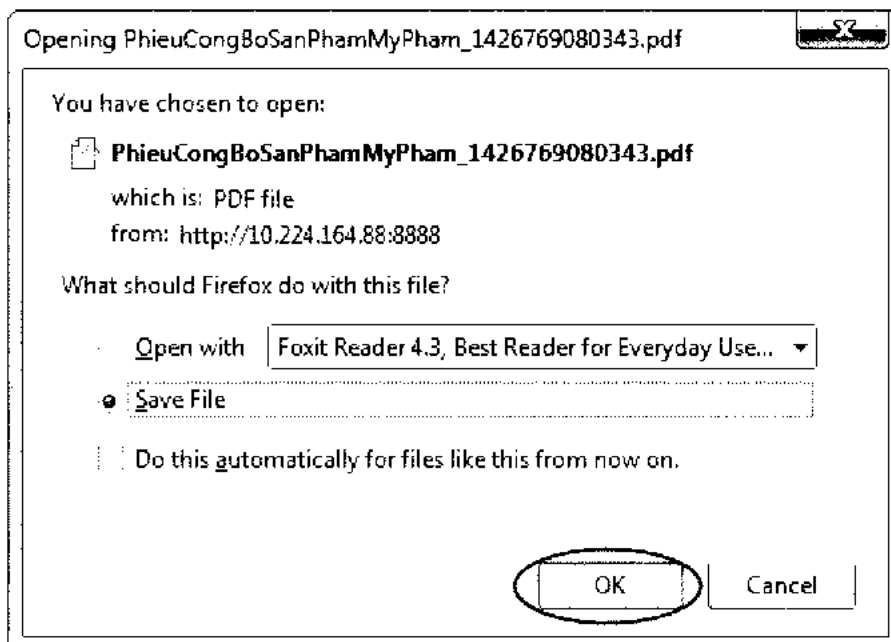 Opening PhieuCongBoSanPhamMyPham_1426769080343.pdf
You have chosen to open:
PhieuCongBoSanPhamMyPham_1426769080343.pdf
which is: PDF file
from: http://10.224.164.88:8888
What should Firefox do with this file?
Open with Foxit Reader 4.3, Best Reader for Everyday Use...
Save File
Do this automatically for files like this from now on.
OK Cancel